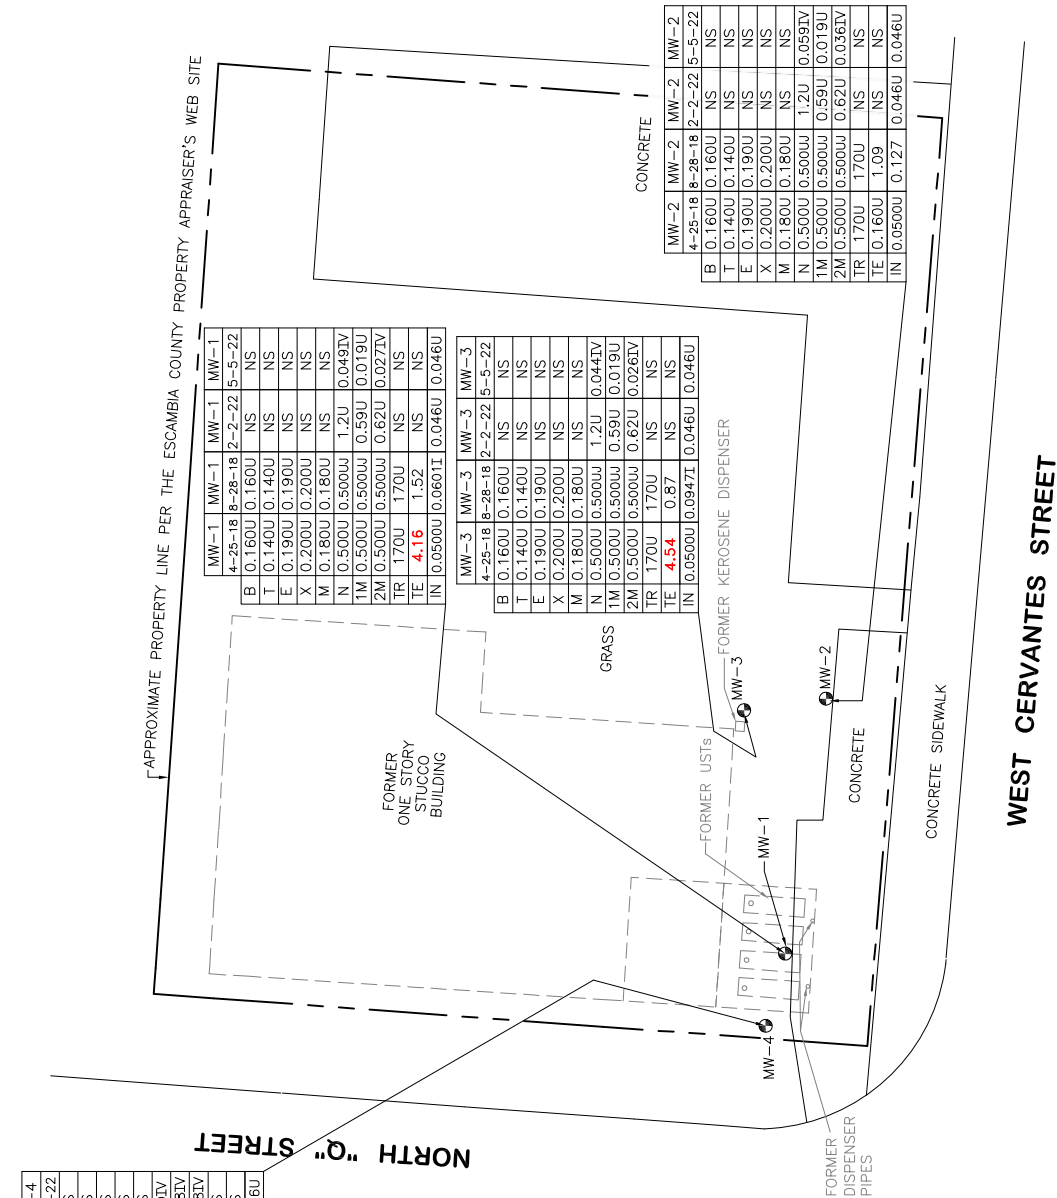 MW-2 MW-2 MW-2 MW-2
4-25-18 8-28-18 2-2-22 5-5-22
B 0.160U 0.160U NS NS
T 0.140U 0.140U NS NS
E 0.190U 0.190U NS NS
X 0.200U 0.200U NS NS
M 0.180U 0.180U NS NS
N 0.500U 0.500UJ 1.2U 0.059IV
1M 0.500U 0.500UJ 0.59U 0.019U
2M 0.500U 0.500UJ 0.62U 0.036IV
TR 170U 170U NS NS
TE 0.160U 1.09 NS NS
IN 0.0500U 0.127 0.046U 0.046U
APPROXIMATE PROPERTY LINE PER THE ESCAMBIA COUNTY PROPERTY APPRAISER'S WEB SITE
CONCRETE
MW-1 MW-1 MW-1 MW-1
4-25-18 8-28-18 2-2-22 5-5-22
B 0.160U 0.160U NS NS
T 0.140U 0.140U NS NS
E 0.190U 0.190U NS NS
X 0.200U 0.200U NS NS
M 0.180U 0.180U NS NS
N 0.500U 0.500UJ 1.2U 0.049IV
1M 0.500U 0.500UJ 0.59U 0.019U
2M 0.500U 0.500UJ 0.62U 0.027IV
TR 170U 170U NS NS
TE 4.16 1.52 NS NS
IN 0.0500U 0.0601I 0.046U 0.046U
MW-3 MW-3 MW-3 MW-3
4-25-18 8-28-18 2-2-22 5-5-22
B 0.160U 0.160U NS NS
T 0.140U 0.140U NS NS
E 0.190U 0.190U NS NS
X 0.200U 0.200U NS NS
M 0.180U 0.180U NS NS
N 0.500U 0.500UJ 1.2U 0.044IV
1M 0.500U 0.500UJ 0.59U 0.019U
2M 0.500U 0.500UJ 0.62U 0.026IV
TR 170U 170U NS NS
TE 4.54 0.87 NS NS
IN 0.0500U 0.0947I 0.046U 0.046U
FORMER KEROSENE DISPENSER
GRASS
MW-3
MW-2
FORMER
ONE STORY
STUCCO
BUILDING
FORMER USTs
CONCRETE
CONCRETE SIDEWALK
WEST CERVANTES STREET
MW-1
MW-4
NORTH "Q" STREET
FORMER
DISPENSER
PIPES
-4
-22
6U